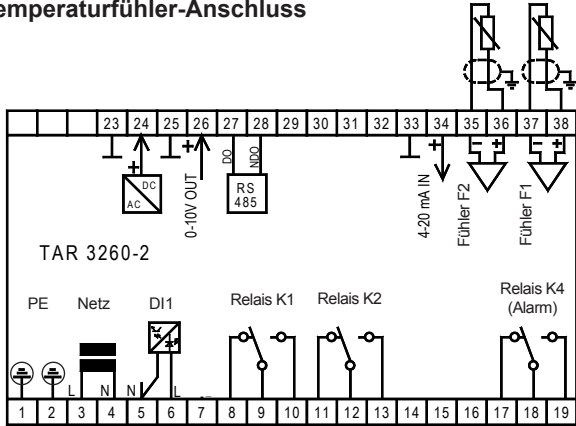 emperaturfühler-Anschluss
23 24 25 26 27 28 29 30 31 32 33 34 35 36 37 38
+ + + - + - +
DC
AC
0-10V OUT
DO
NDO
RS
485
4-20 mA IN
Fühler F2
Fühler F1
TAR 3260-2
PE Netz DI1 Relais K1 Relais K2 Relais K4
(Alarm)
L N N L
1 2 3 4 5 6 7 8 9 10 11 12 13 14 15 16 17 18 19